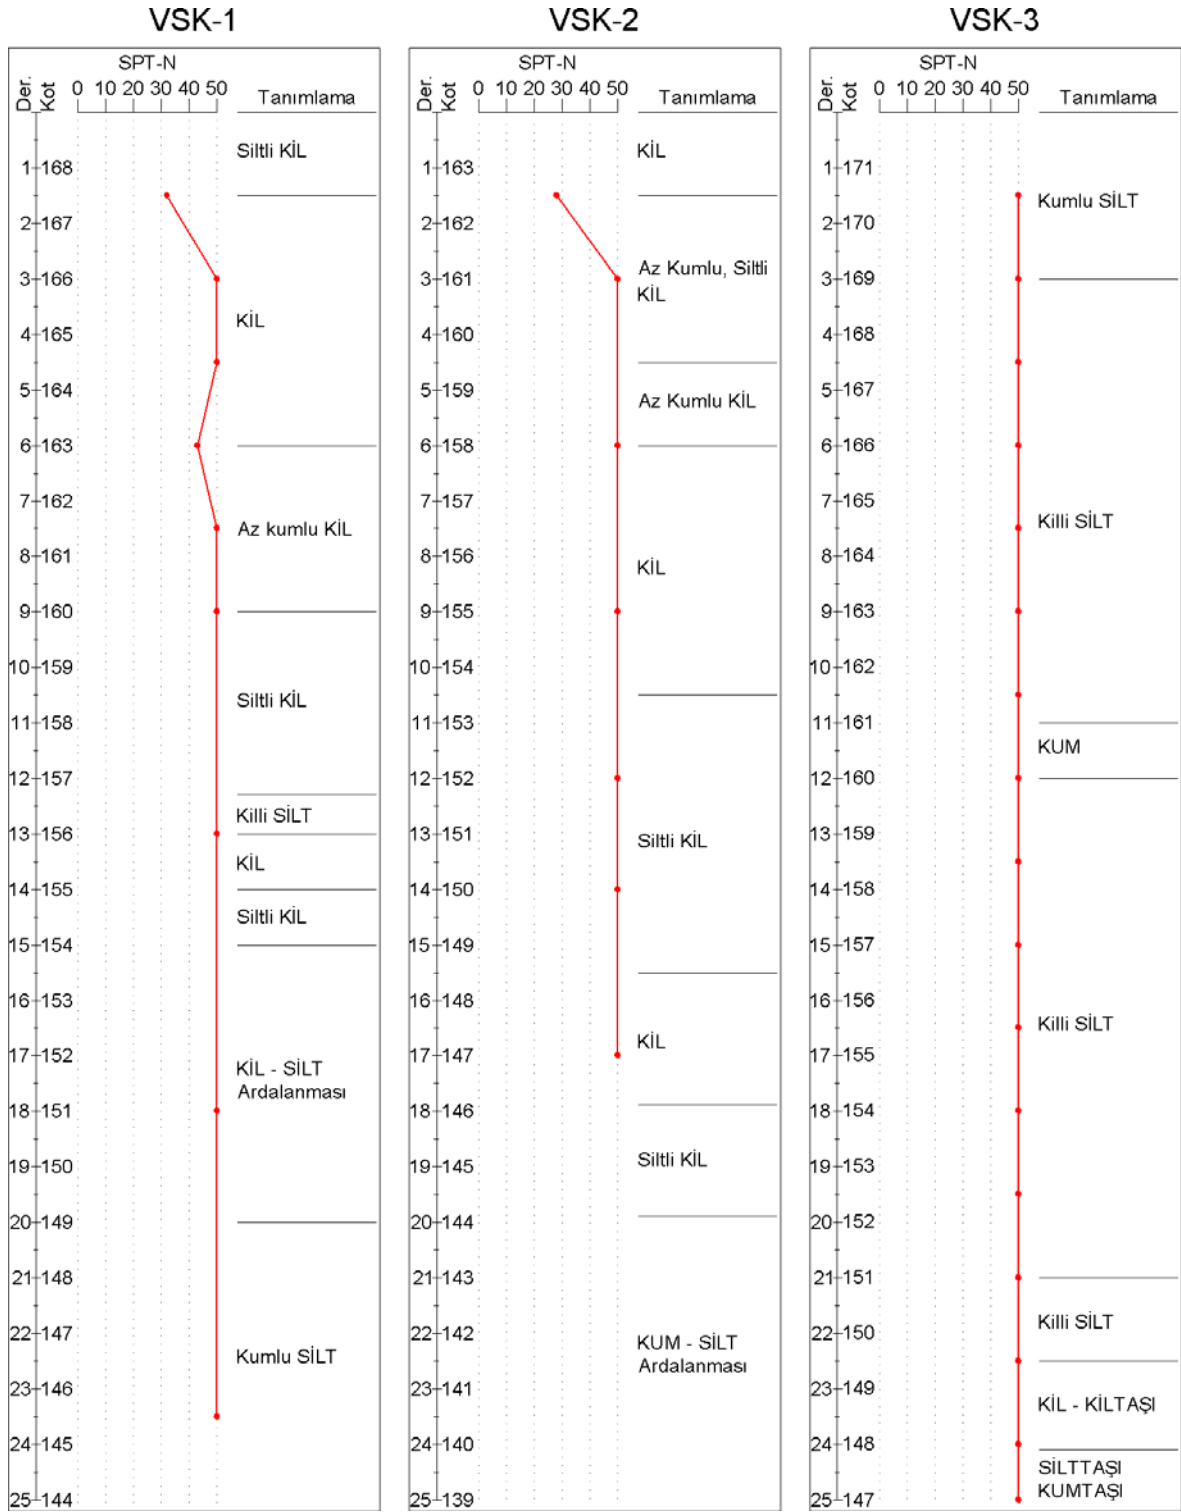 VSK-1
SPT-N
Der. Kot 0 10 20 30 40 50 Tanımlama
Siltli KİL
1 168
2 167
3 166
KİL
4 165
5 164
6 163
7 162
Az kumlu KİL
8 161
9 160
10 159
Siltli KİL
11 158
12 157
Killi SİLT
13 156
KİL
14 155
Siltli KİL
15 154
16 153
17 152
KİL - SİLT
Ardalanması
18 151
19 150
20 149
21 148
22 147
Kumlu SİLT
23 146
24 145
25 144
VSK-2
SPT-N
Der. Kot 0 10 20 30 40 50 Tanımlama
KİL
1 163
2 162
Az Kumlu, Siltli
3 161
KİL
4 160
5 159
Az Kumlu KİL
6 158
7 157
8 156
KİL
9 155
10 154
11 153
12 152
13 151
Siltli KİL
14 150
15 149
16 148
KİL
17 147
18 146
Siltli KİL
19 145
20 144
21 143
22 142
KUM - SİLT
Ardalanması
23 141
24 140
25 139
VSK-3
SPT-N
Der. Kot 0 10 20 30 40 50 Tanımlama
1 171
Kumlu SİLT
2 170
3 169
4 168
5 167
6 166
7 165
Killi SİLT
8 164
9 163
10 162
11 161
KUM
12 160
13 159
14 158
15 157
16 156
Killi SİLT
17 155
18 154
19 153
20 152
21 151
Killi SİLT
22 150
23 149
KİL - KİLTAŞI
24 148
SİLTTAŞI
KUMTAŞI
25 147